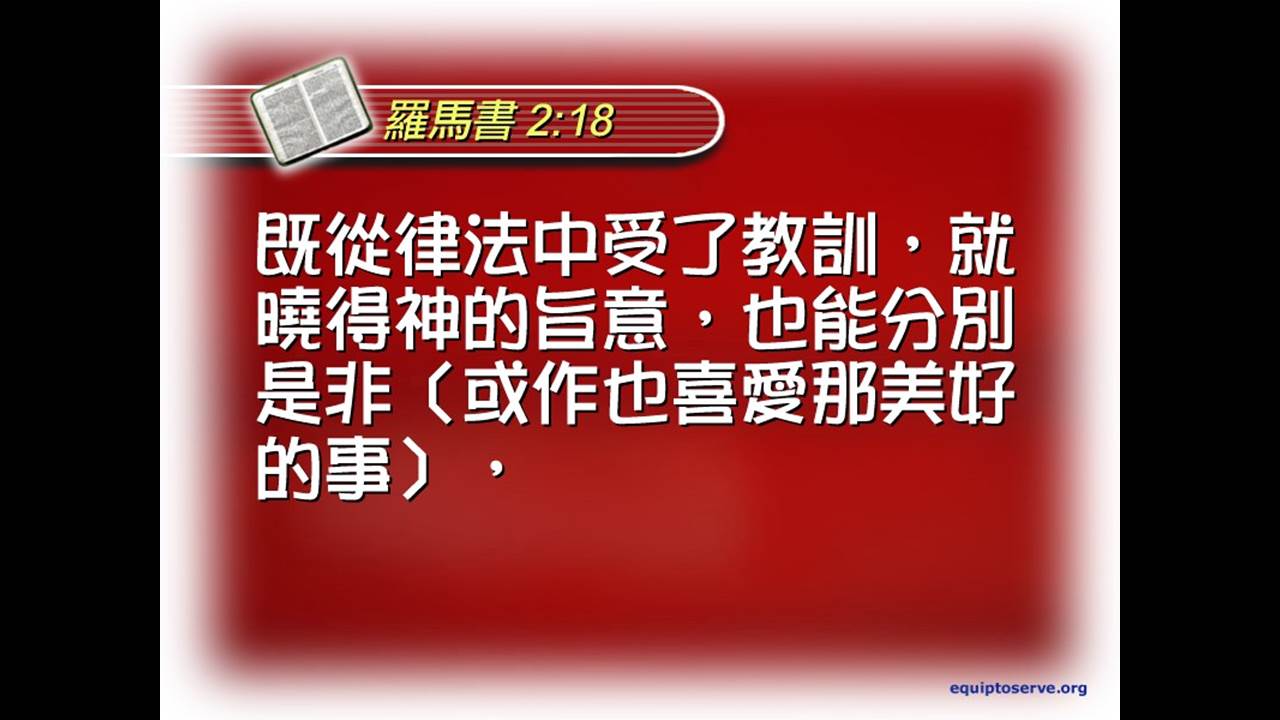 羅馬書 2:18
既從律法中受了教訓，就
曉得神的旨意，也能分別
是非（或作也喜愛那美好
的事），
equiptoserve.org